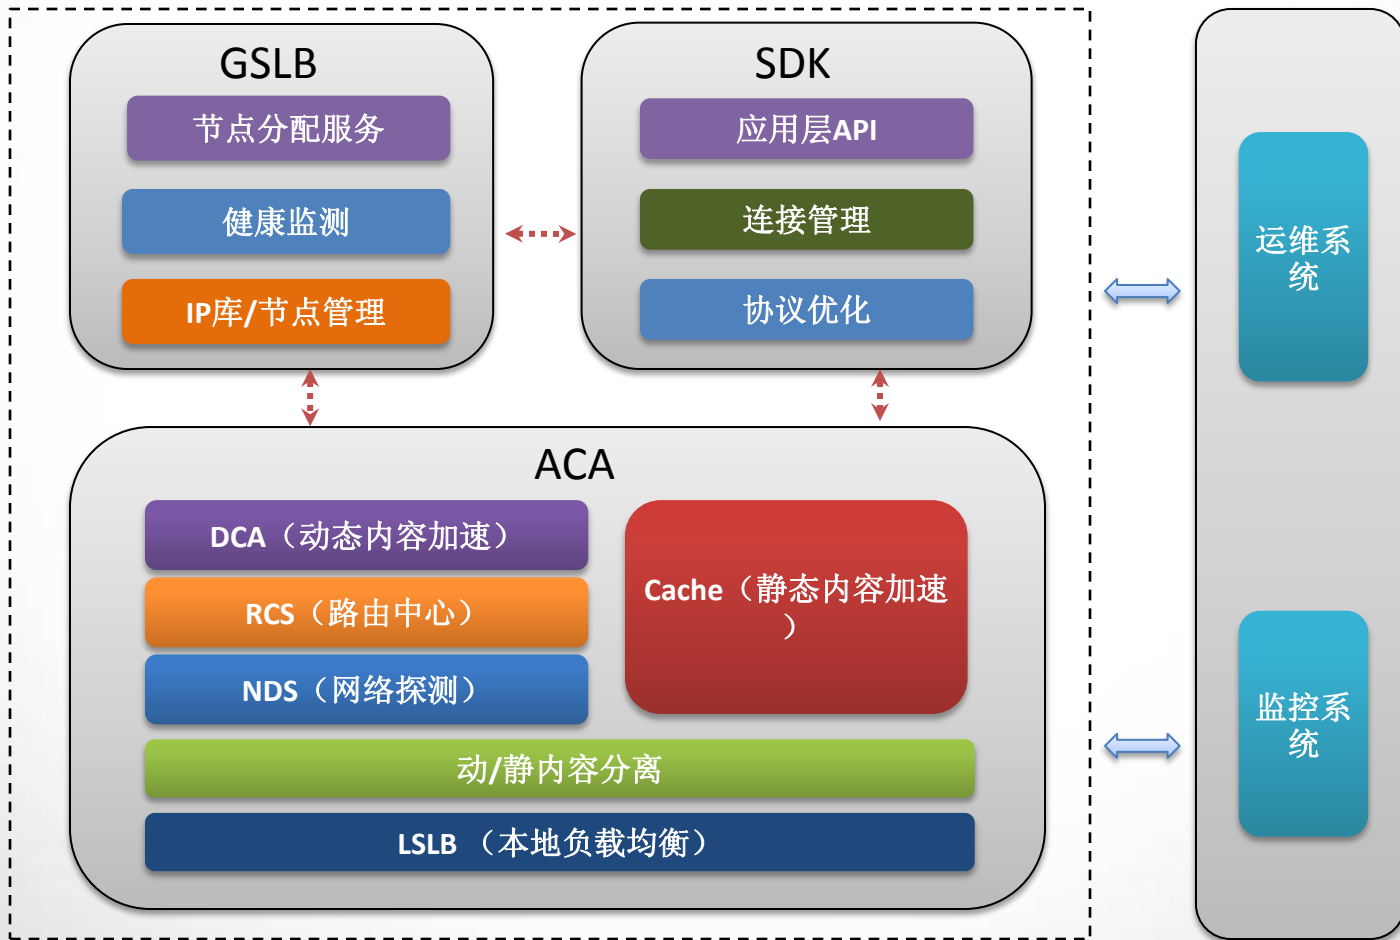 GSLB
节点分配服务
健康监测
IP库/节点管理
SDK
应用层API
连接管理
协议优化
ACA
DCA（动态内容加速）
RCS（路由中心）
NDS（网络探测）
Cache（静态内容加速
）
动/静内容分离
LSLB （本地负载均衡）
运维系
统
监控系
统